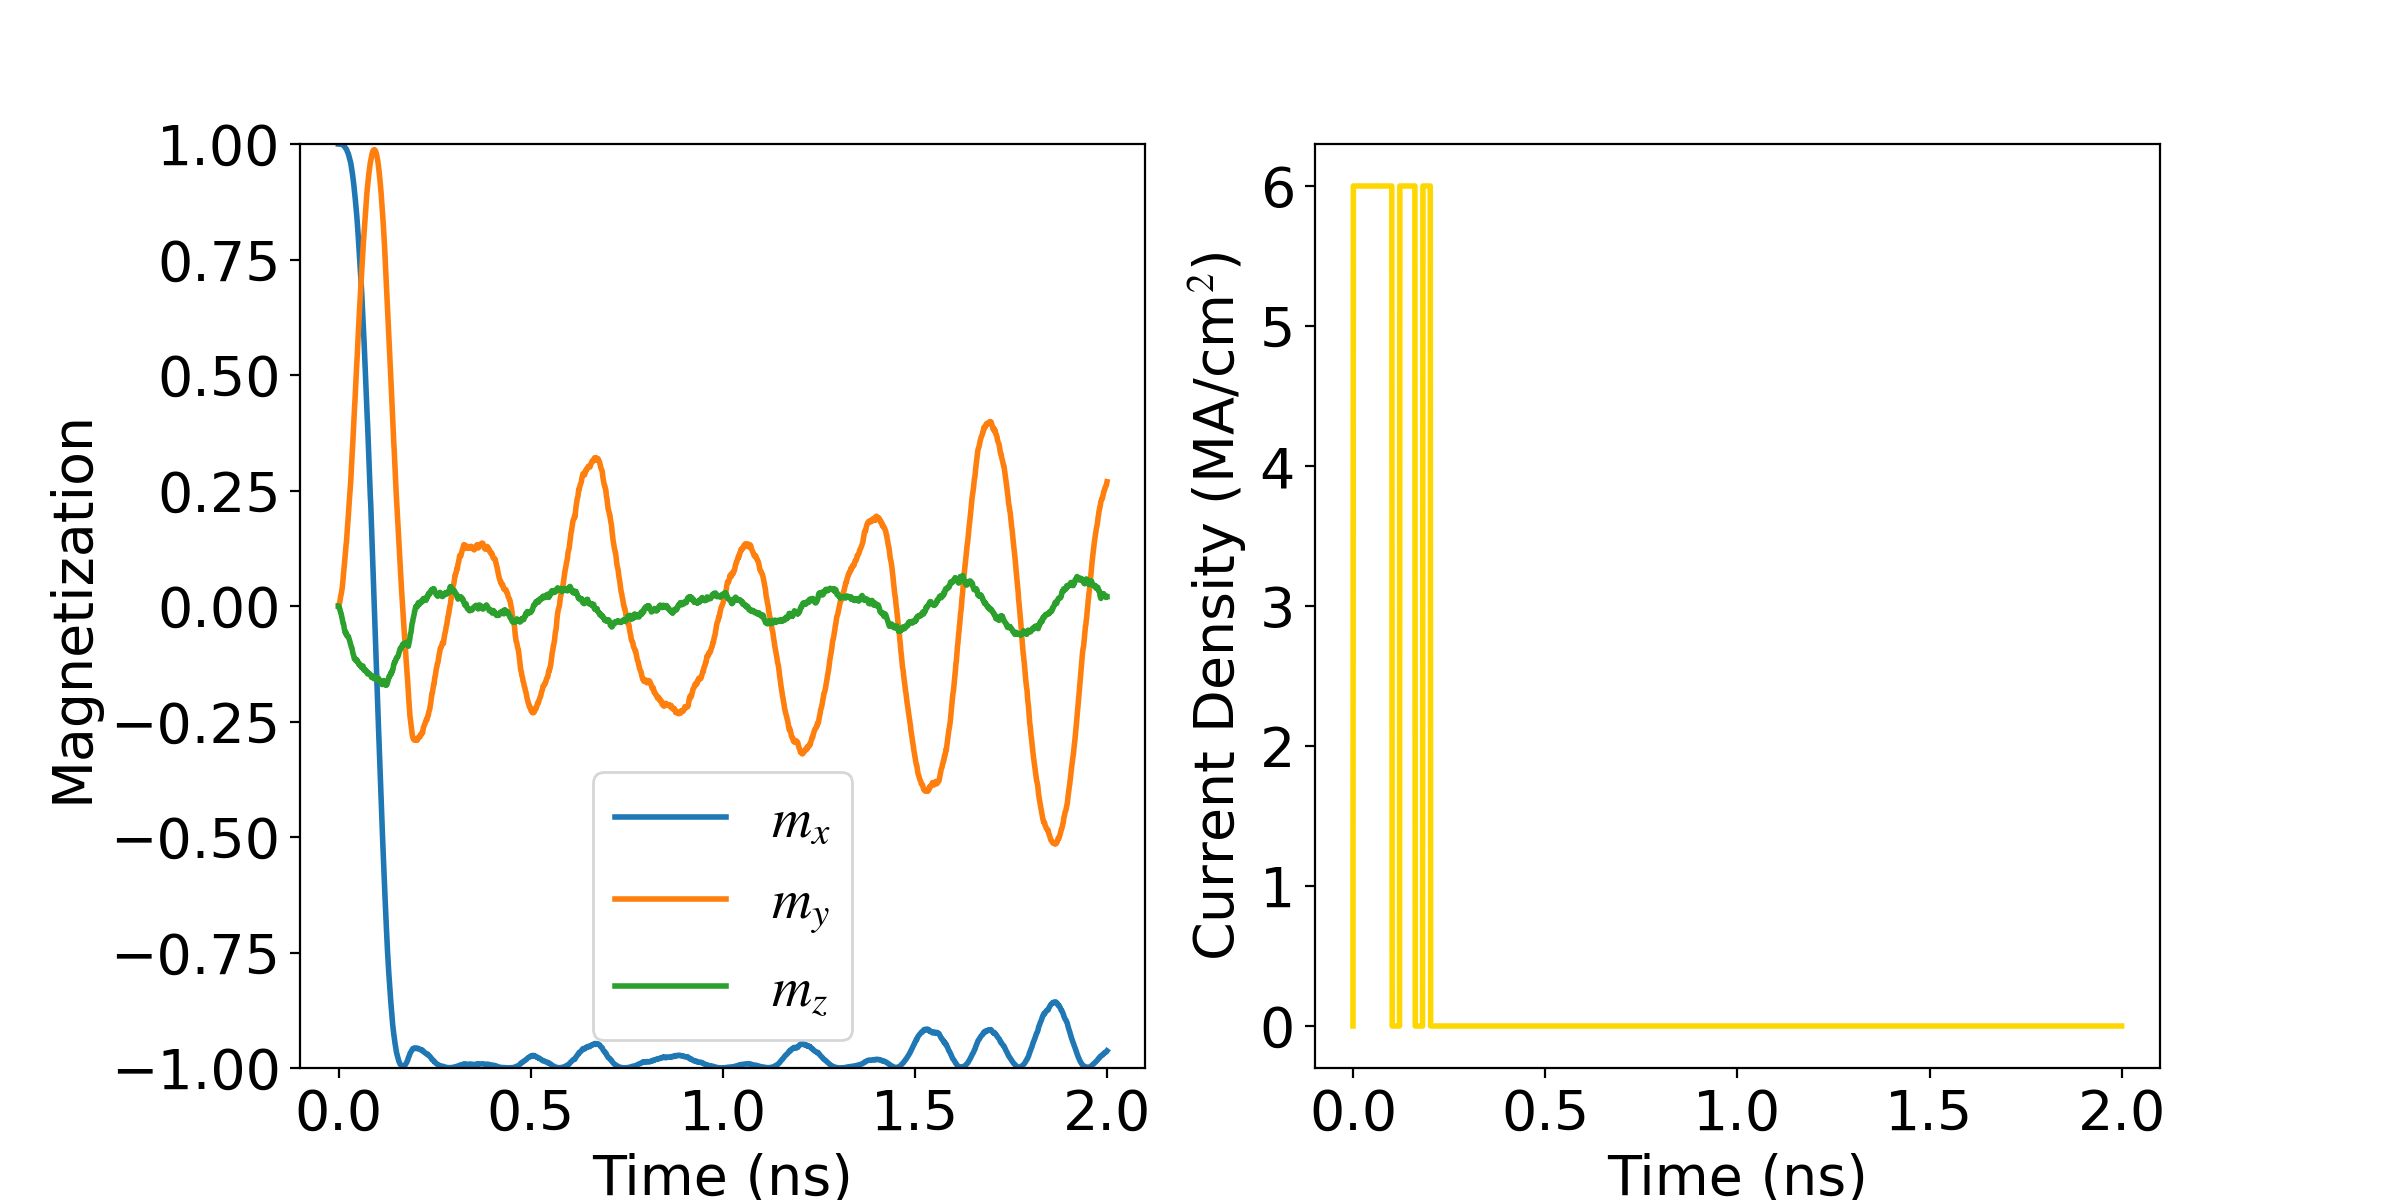 1.00
0.75
0.50
0.25
0.00
−0.25
−0.50
−0.75
−1.00
Magnetization
0.0 0.5 1.0 1.5 2.0
Time (ns)
m_x
m_y
m_z
6
5
4
3
2
1
0
Current Density (MA/cm²)
0.0 0.5 1.0 1.5 2.0
Time (ns)